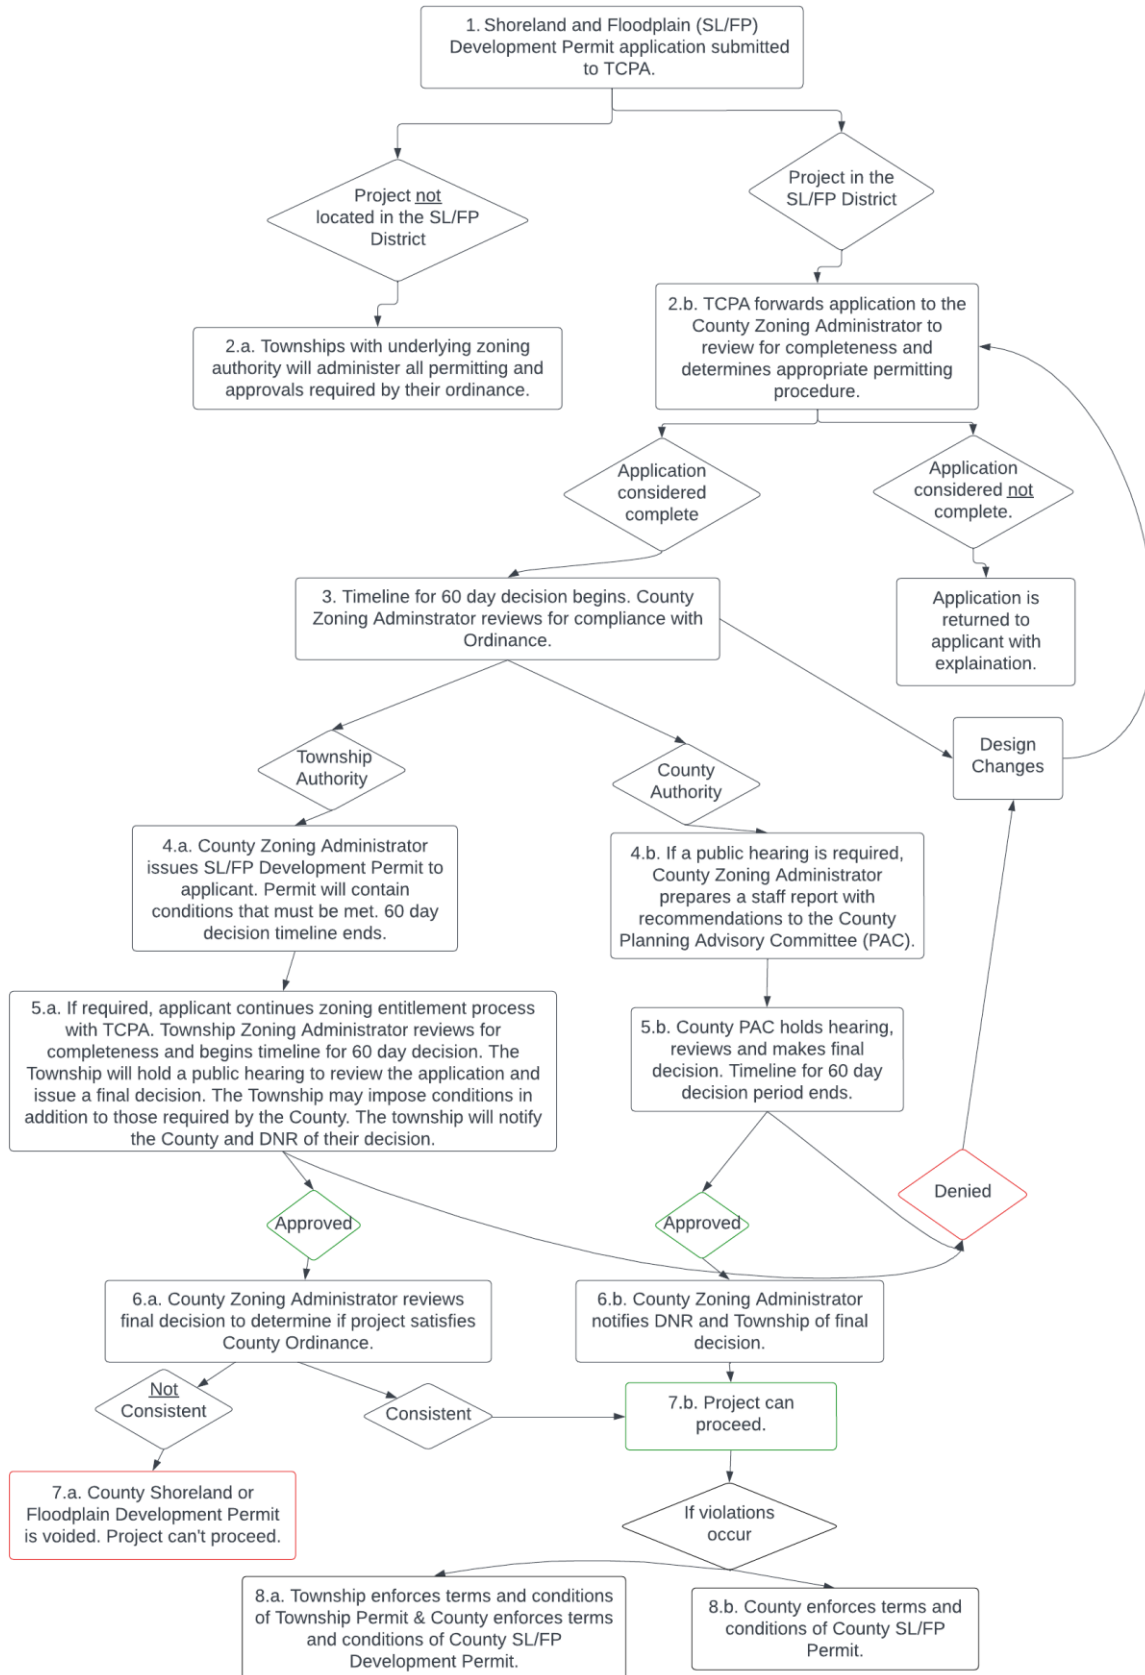 1. Shoreland and Floodplain (SL/FP)
Development Permit application submitted
to TCPA.
Project not
located in the SL/FP
District
Project in the
SL/FP District
2.a. Townships with underlying zoning
authority will administer all permitting and
approvals required by their ordinance.
2.b. TCPA forwards application to the
County Zoning Administrator to
review for completeness and
determines appropriate permitting
procedure.
Application
considered
complete
Application
considered not
complete.
3. Timeline for 60 day decision begins. County
Zoning Adminstrator reviews for compliance with
Ordinance.
Application is
returned to
applicant with
explaination.
Design
Changes
Township
Authority
County
Authority
4.a. County Zoning Administrator
issues SL/FP Development Permit to
applicant. Permit will contain
conditions that must be met. 60 day
decision timeline ends.
4.b. If a public hearing is required,
County Zoning Administrator
prepares a staff report with
recommendations to the County
Planning Advisory Committee (PAC).
5.a. If required, applicant continues zoning entitlement process
with TCPA. Township Zoning Administrator reviews for
completeness and begins timeline for 60 day decision. The
Township will hold a public hearing to review the application and
issue a final decision. The Township may impose conditions in
addition to those required by the County. The township will notify
the County and DNR of their decision.
5.b. County PAC holds hearing,
reviews and makes final
decision. Timeline for 60 day
decision period ends.
Denied
Approved
Approved
6.a. County Zoning Administrator reviews
final decision to determine if project satisfies
County Ordinance.
6.b. County Zoning Administrator
notifies DNR and Township of final
decision.
Not
Consistent
Consistent
7.b. Project can
proceed.
7.a. County Shoreland or
Floodplain Development Permit
is voided. Project can't proceed.
If violations
occur
8.a. Township enforces terms and conditions
of Township Permit & County enforces terms
and conditions of County SL/FP
Development Permit.
8.b. County enforces terms and
conditions of County SL/FP
Permit.